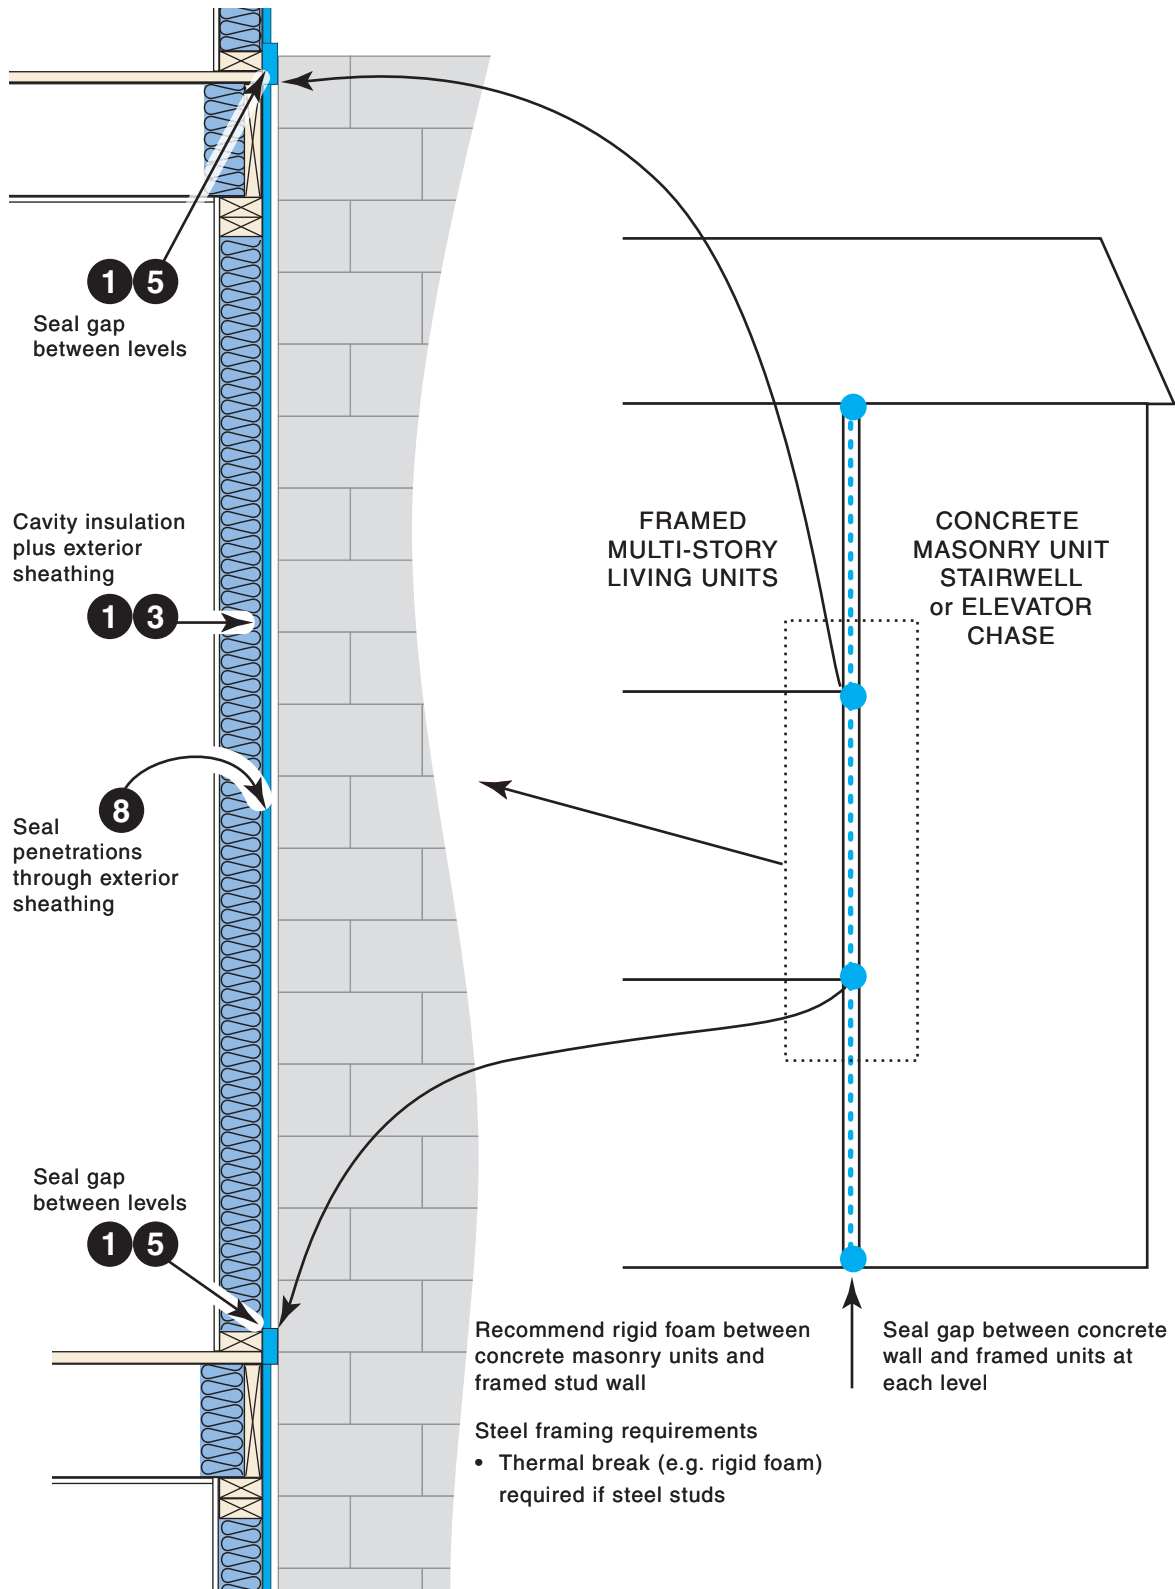 1 5
Seal gap
between levels
Cavity insulation
plus exterior
sheathing
1 3
8
Seal
penetrations
through exterior
sheathing
Seal gap
between levels
1 5
FRAMED
MULTI-STORY
LIVING UNITS
CONCRETE
MASONRY UNIT
STAIRWELL
or ELEVATOR
CHASE
Recommend rigid foam between
concrete masonry units and
framed stud wall
Steel framing requirements
• Thermal break (e.g. rigid foam)
required if steel studs
Seal gap between concrete
wall and framed units at
each level